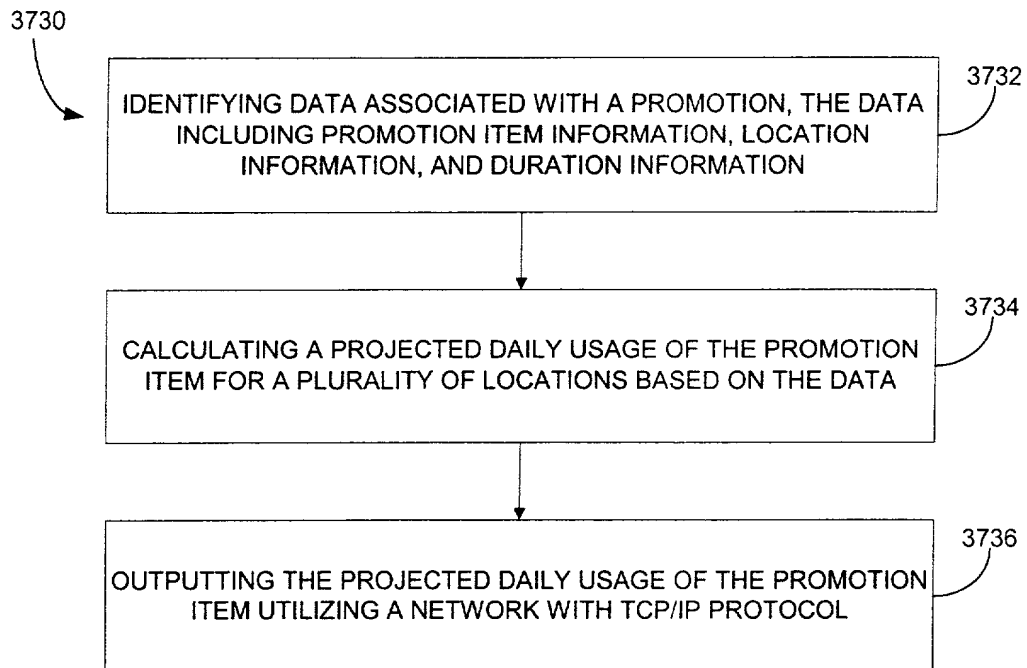 3730
3732
IDENTIFYING DATA ASSOCIATED WITH A PROMOTION, THE DATA
INCLUDING PROMOTION ITEM INFORMATION, LOCATION
INFORMATION, AND DURATION INFORMATION
3734
CALCULATING A PROJECTED DAILY USAGE OF THE PROMOTION
ITEM FOR A PLURALITY OF LOCATIONS BASED ON THE DATA
3736
OUTPUTTING THE PROJECTED DAILY USAGE OF THE PROMOTION
ITEM UTILIZING A NETWORK WITH TCP/IP PROTOCOL